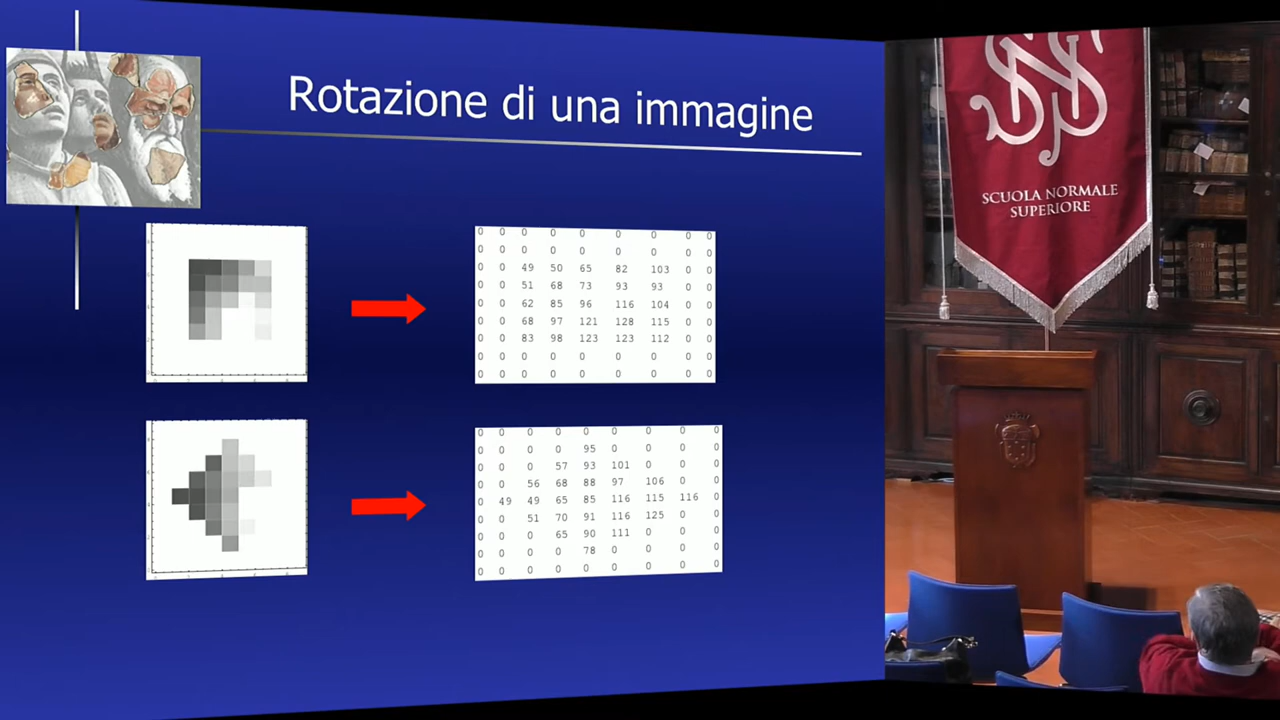 Rotazione di una immagine
0 0 0 0 0 0 0 0 0
0 0 0 0 0 0 0 0 0
0 0 49 50 65 82 103 0 0
0 0 51 68 73 93 93 0 0
0 0 62 85 96 116 104 0 0
0 0 68 97 121 128 115 0 0
0 0 83 98 123 123 112 0 0
0 0 0 0 0 0 0 0 0
0 0 0 0 0 0 0 0 0
0 0 0 0 0 0 0 0 0
0 0 0 0 95 0 0 0 0
0 0 0 57 93 101 0 0 0
0 0 56 68 88 97 106 0 0
0 49 49 65 85 116 115 116 0
0 0 51 70 91 116 125 0 0
0 0 0 65 90 111 0 0 0
0 0 0 0 78 0 0 0 0
0 0 0 0 0 0 0 0 0
SNS
SCUOLA NORMALE
SUPERIORE